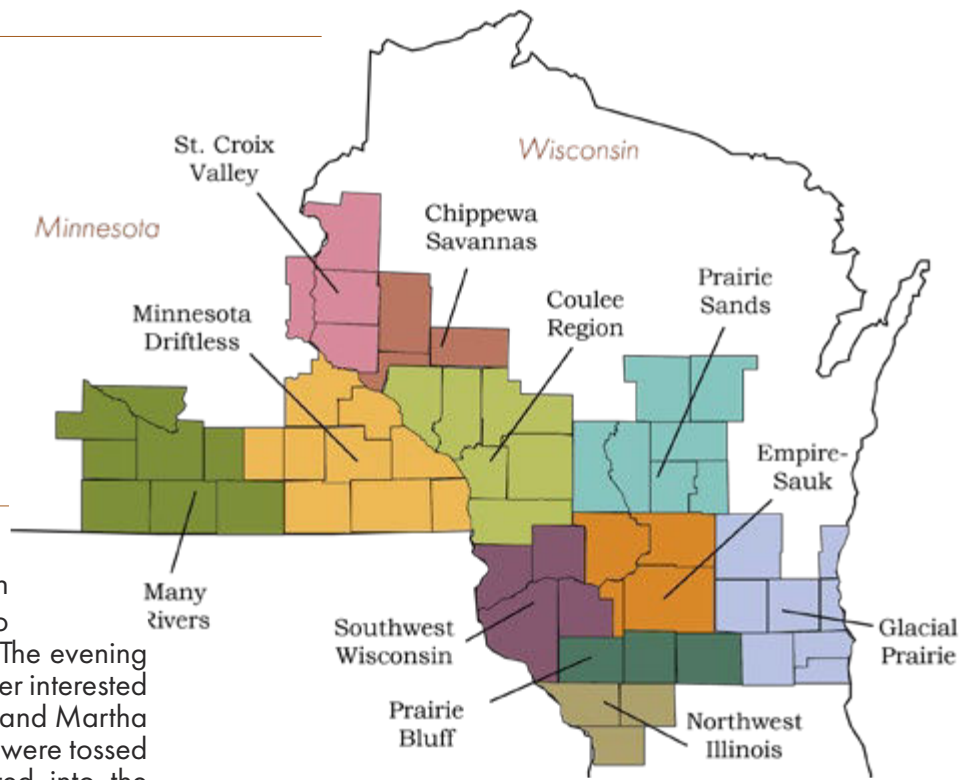 St. Croix
Valley
Wisconsin
Minnesota
Chippewa
Savannas
Prairie
Sands
Coulee
Region
Minnesota
Driftless
Empire-
Sauk
Many
Rivers
Southwest
Wisconsin
Glacial
Prairie
Prairie
Bluff
Northwest
Illinois
The evening
er interested
and Martha
were tossed